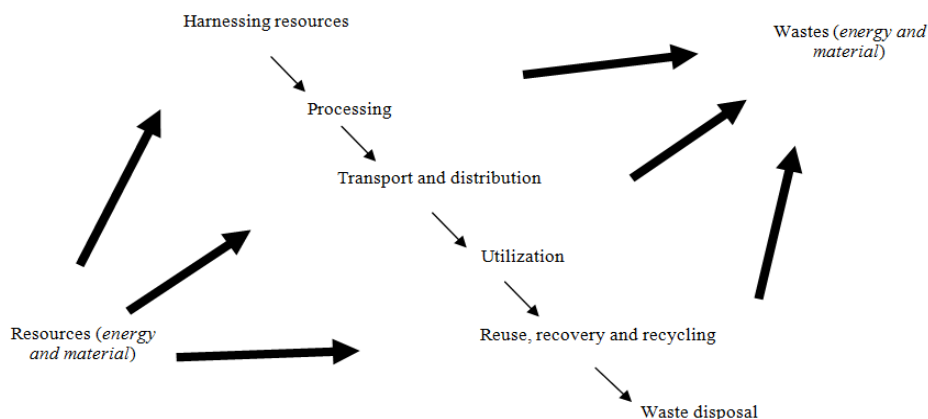 Harnessing resources
Wastes (energy and
material)
Processing
Transport and distribution
Utilization
Resources (energy
and material)
Reuse, recovery and recycling
Waste disposal